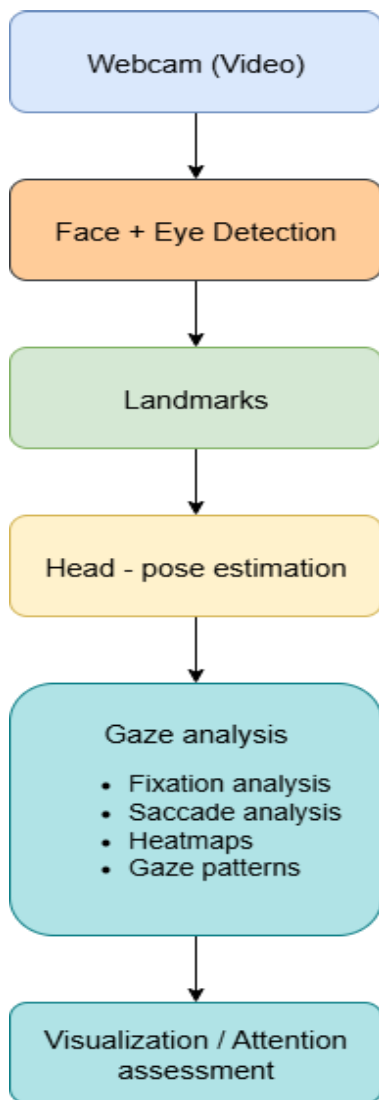 Webcam (Video)
Face + Eye Detection
Landmarks
Head - pose estimation
Gaze analysis
• Fixation analysis
• Saccade analysis
• Heatmaps
• Gaze patterns
Visualization / Attention
assessment